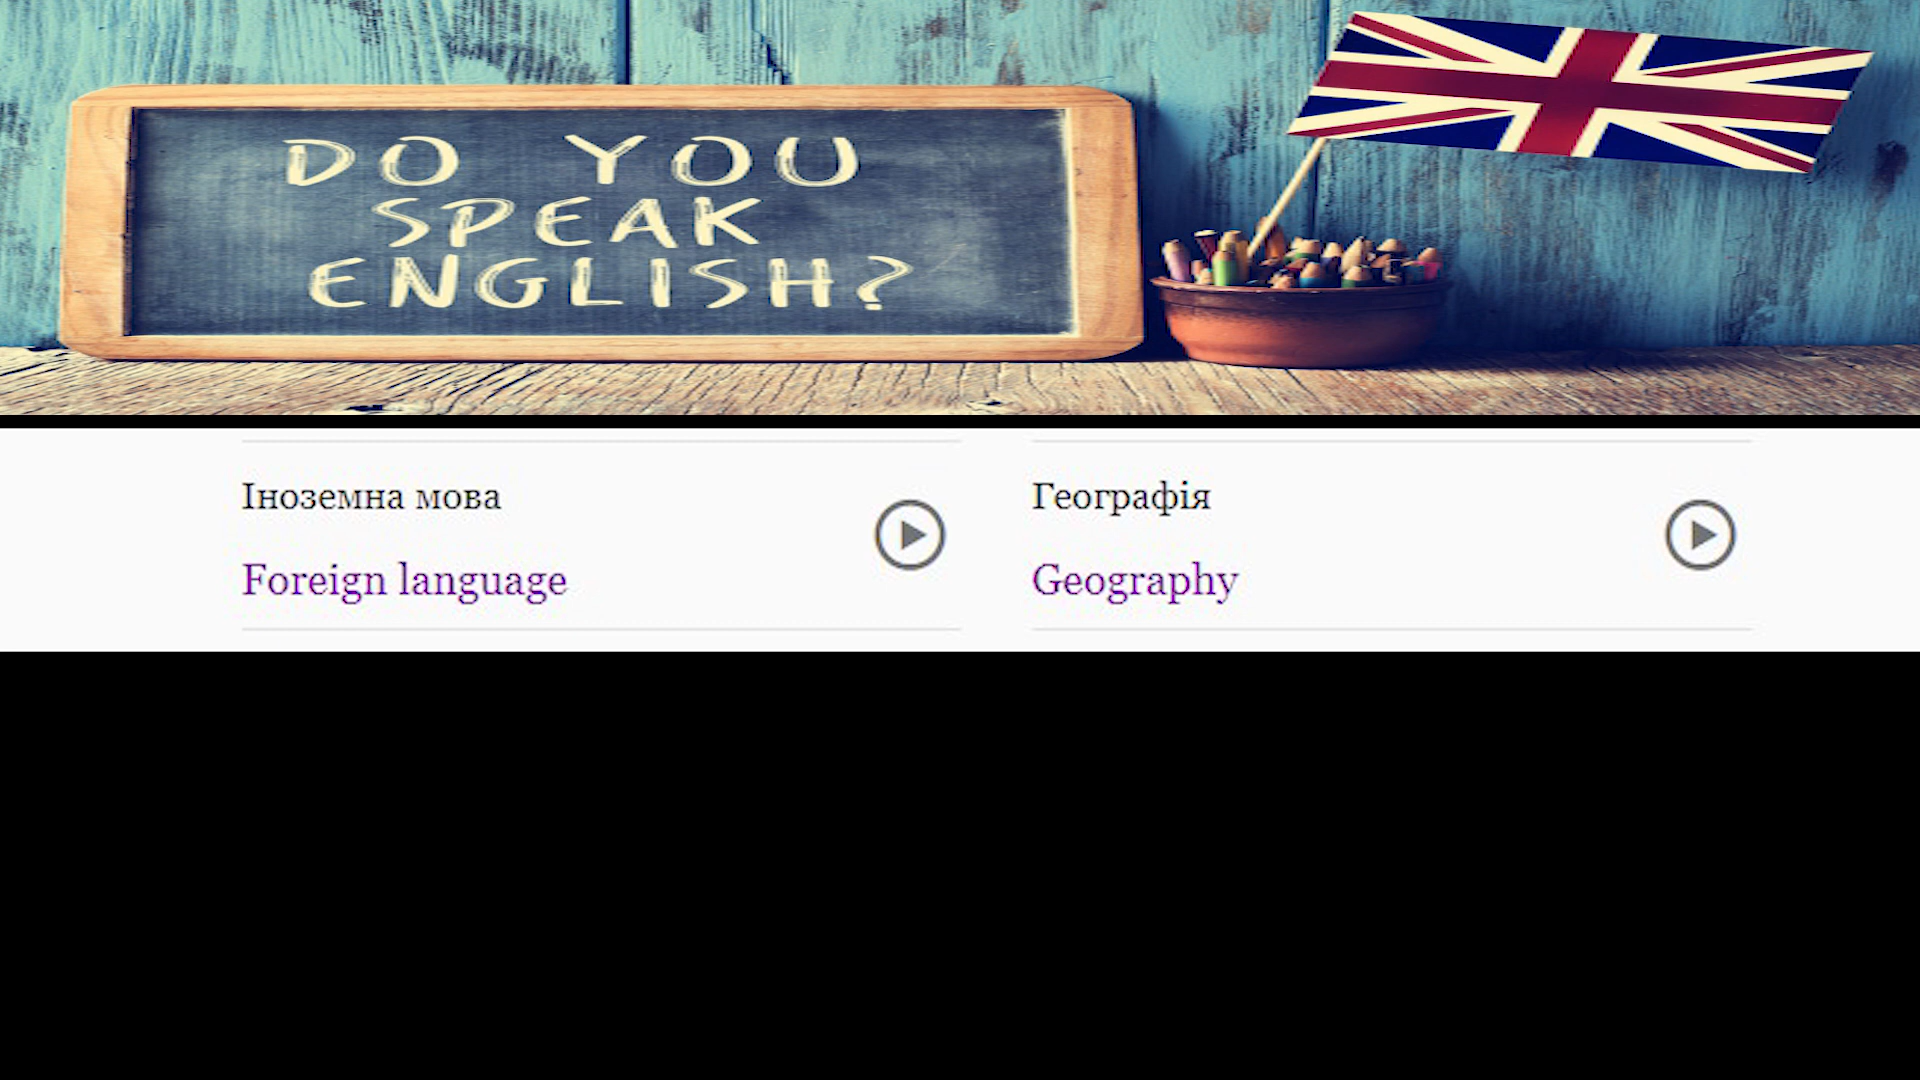 DO YOU
SPEAK
ENGLISH?
Іноземна мова
Географія
Foreign language
Geography